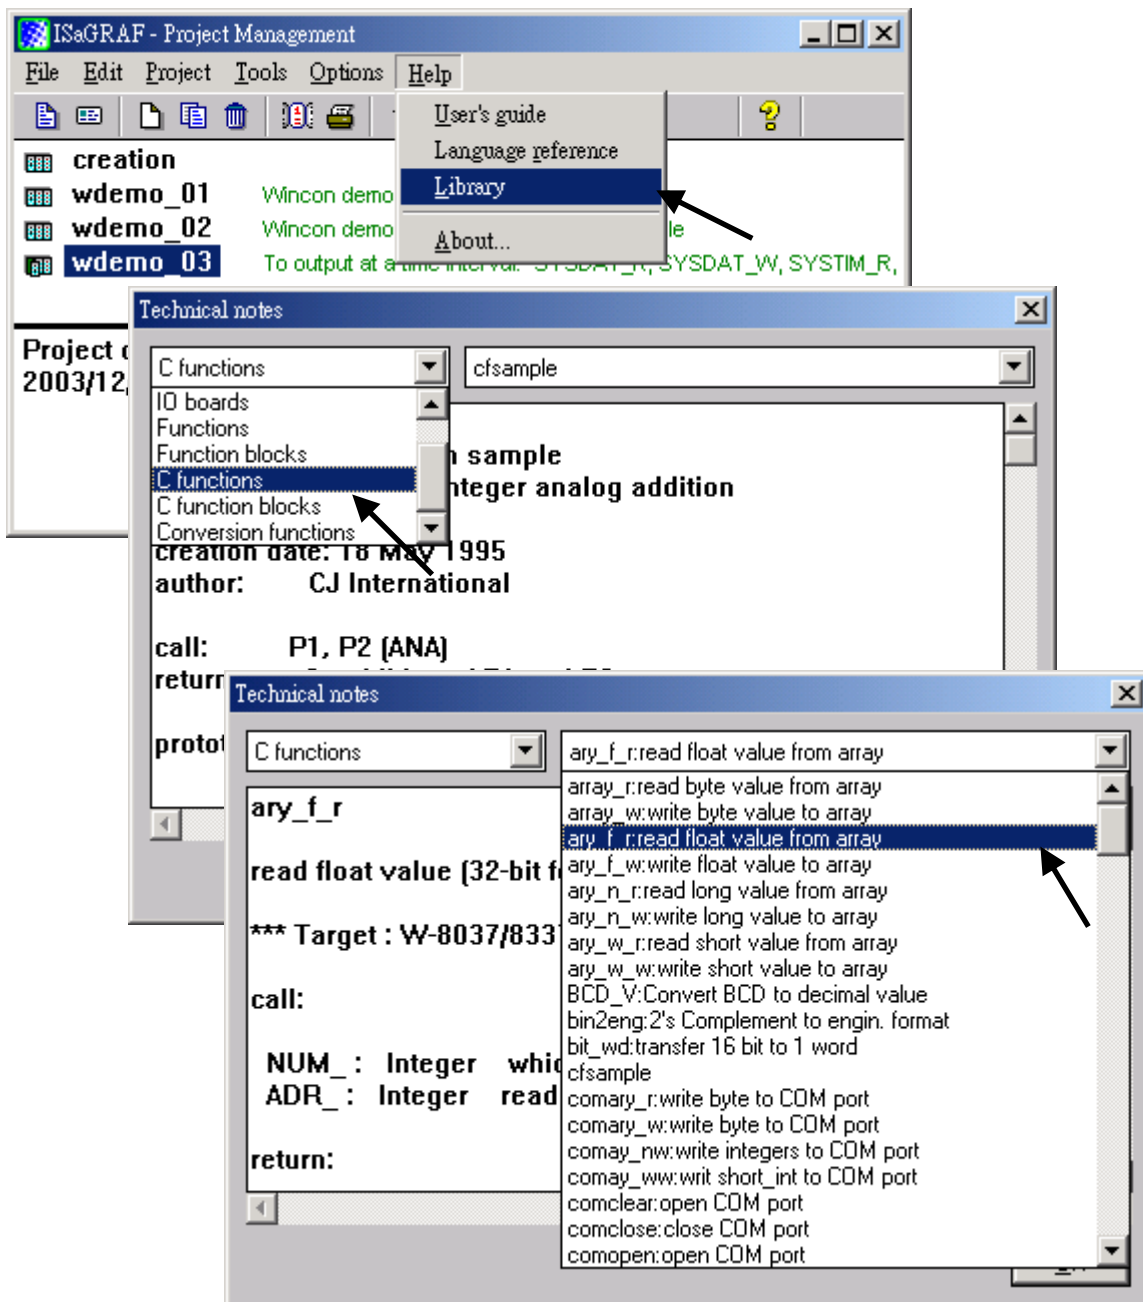 ISaGRAF - Project Management
File Edit Project Tools Options Help
User's guide
Language reference
Library
About...
creation
wdemo_01 Wincon demo
wdemo_02 Wincon demo le
wdemo_03 To output at a time interval. SYSDAT_R, SYSDAT_W, SYSTIM_R,
Project
2003/12/
Technical notes
C functions cfsample
IO boards
Functions
Function blocks
C functions
C function blocks
Conversion functions
sample
integer analog addition
creation date: 18 May 1995
author: CJ International
call: P1, P2 (ANA)
return
protot
Technical notes
C functions ary_f_r:read float value from array
ary_f_r
read float value (32-bit f
*** Target : W-8037/833
call:
NUM_ : Integer whic
ADR_ : Integer read
return:
array_r:read byte value from array
array_w:write byte value to array
ary_f_r:read float value from array
ary_f_w:write float value to array
ary_n_r:read long value from array
ary_n_w:write long value to array
ary_w_r:read short value from array
ary_w_w:write short value to array
BCD_V:Convert BCD to decimal value
bin2eng:2's Complement to engin. format
bit_wd:transfer 16 bit to 1 word
cfsample
comary_r:write byte to COM port
comary_w:write byte to COM port
comay_nw:write integers to COM port
comay_ww:writ short_int to COM port
comclear:open COM port
comclose:close COM port
comopen:open COM port